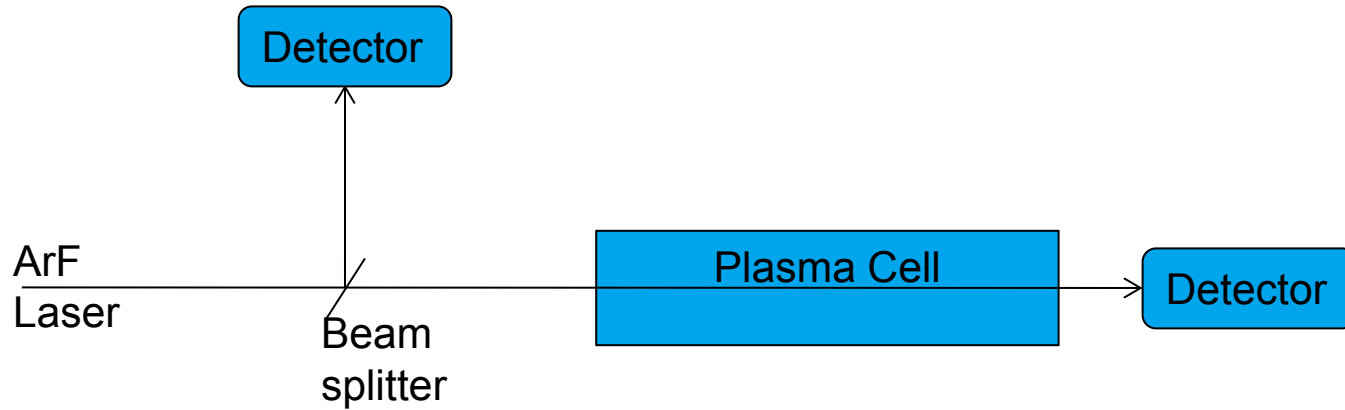 Detector
ArF
Laser
Beam
splitter
Plasma Cell
Detector